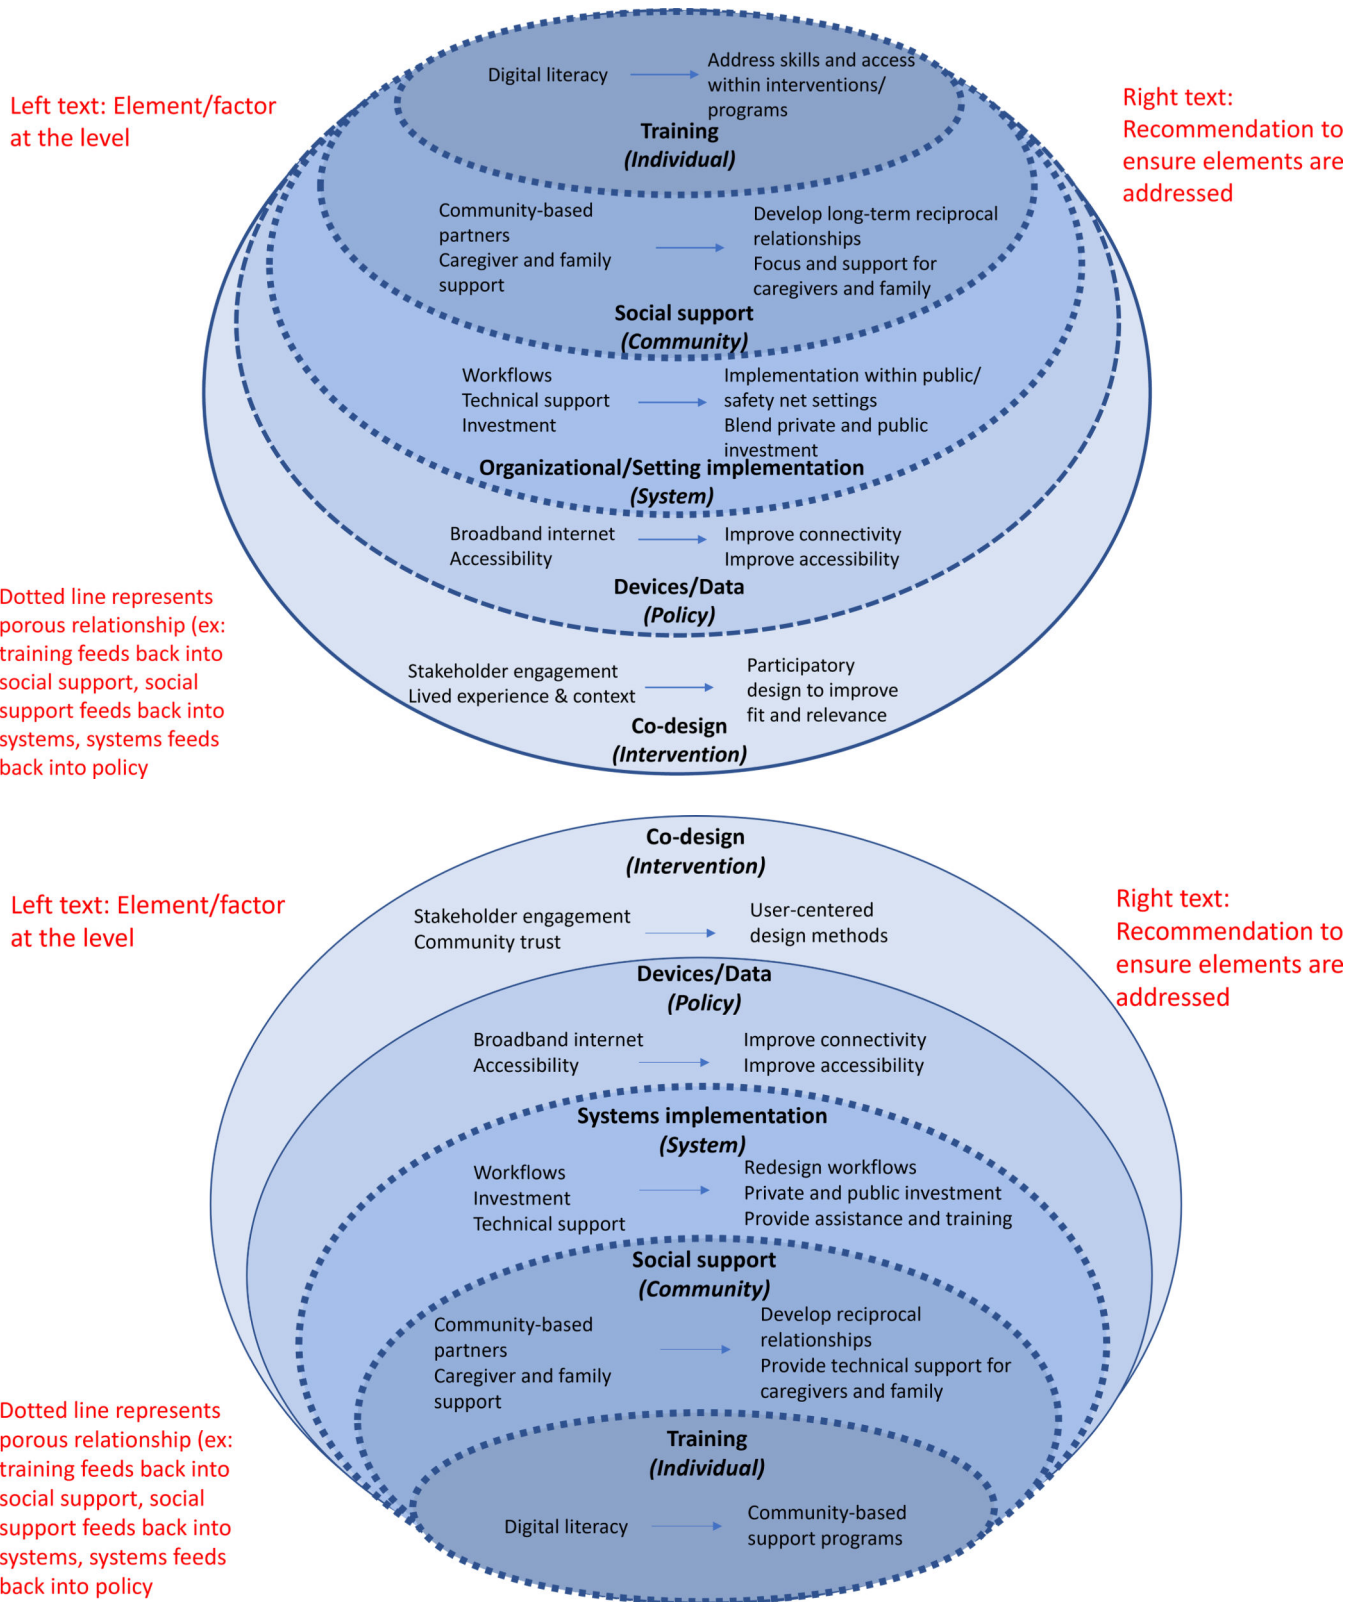 Digital literacy
Address skills and access
within interventions/
programs
Training
(Individual)
Left text: Element/factor
at the level
Right text:
Recommendation to
ensure elements are
addressed
Community-based
partners
Caregiver and family
support
Develop long-term reciprocal
relationships
Focus and support for
caregivers and family
Social support
(Community)
Workflows
Technical support
Investment
Implementation within public/
safety net settings
Blend private and public
investment
Organizational/Setting implementation
(System)
Broadband internet
Accessibility
Improve connectivity
Improve accessibility
Devices/Data
(Policy)
Dotted line represents
porous relationship (ex:
training feeds back into
social support, social
support feeds back into
systems, systems feeds
back into policy
Stakeholder engagement
Lived experience & context
Participatory
design to improve
fit and relevance
Co-design
(Intervention)
Co-design
(Intervention)
Left text: Element/factor
at the level
Stakeholder engagement
Community trust
User-centered
design methods
Right text:
Recommendation to
ensure elements are
addressed
Devices/Data
(Policy)
Broadband internet
Accessibility
Improve connectivity
Improve accessibility
Systems implementation
(System)
Workflows
Investment
Technical support
Redesign workflows
Private and public investment
Provide assistance and training
Social support
(Community)
Community-based
partners
Caregiver and family
support
Develop reciprocal
relationships
Provide technical support for
caregivers and family
Dotted line represents
porous relationship (ex:
training feeds back into
social support, social
support feeds back into
systems, systems feeds
back into policy
Training
(Individual)
Digital literacy
Community-based
support programs